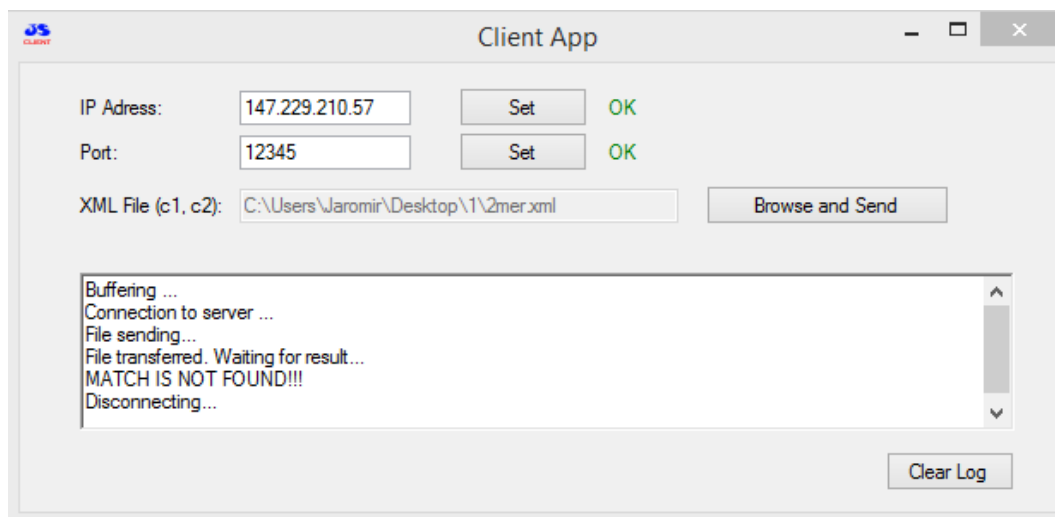 JS
CLIENT
Client App
IP Adress: 147.229.210.57 Set OK
Port: 12345 Set OK
XML File (c1, c2): C:\Users\Jaromir\Desktop\1\2mer.xml Browse and Send
Buffering ...
Connection to server ...
File sending...
File transferred. Waiting for result...
MATCH IS NOT FOUND!!!
Disconnecting...
Clear Log